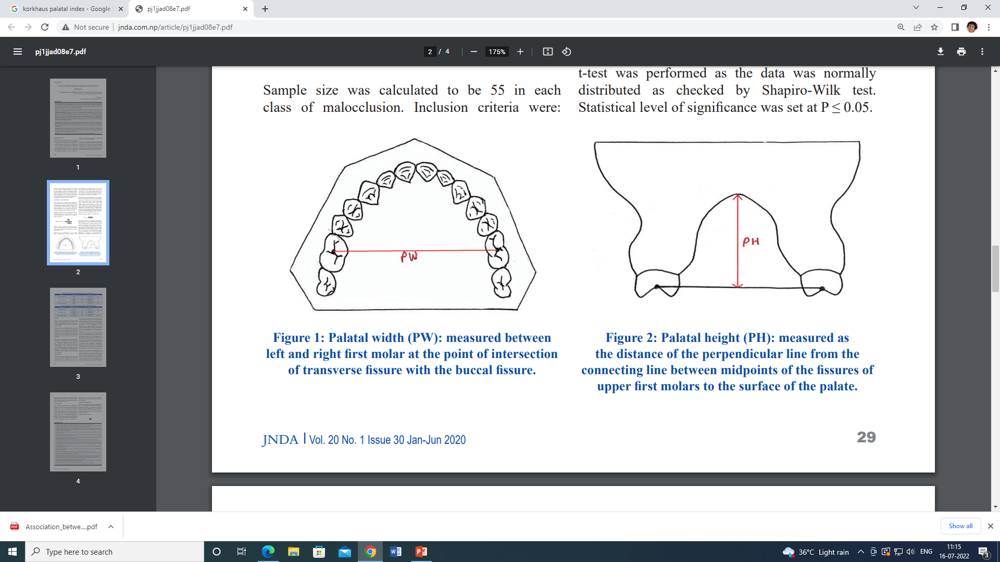 korkhaus palatal index - Google
pj1jjad08e7.pdf
Not secure
jnda.com.np/article/pj1jjad08e7.pdf
pj1jjad08e7.pdf
2 / 4
175%
1
2
3
4
Sample size was calculated to be 55 in each
class of malocclusion. Inclusion criteria were:
t-test was performed as the data was normally
distributed as checked by Shapiro-Wilk test.
Statistical level of significance was set at P ≤ 0.05.
PW
PH
Figure 1: Palatal width (PW): measured between
left and right first molar at the point of intersection
of transverse fissure with the buccal fissure.
Figure 2: Palatal height (PH): measured as
the distance of the perpendicular line from the
connecting line between midpoints of the fissures of
upper first molars to the surface of the palate.
JNDA | Vol. 20 No. 1 Issue 30 Jan-Jun 2020
29
PDF
Association_betwe....pdf
Show all
Type here to search
36°C Light rain
ENG
11:15
16-07-2022
3